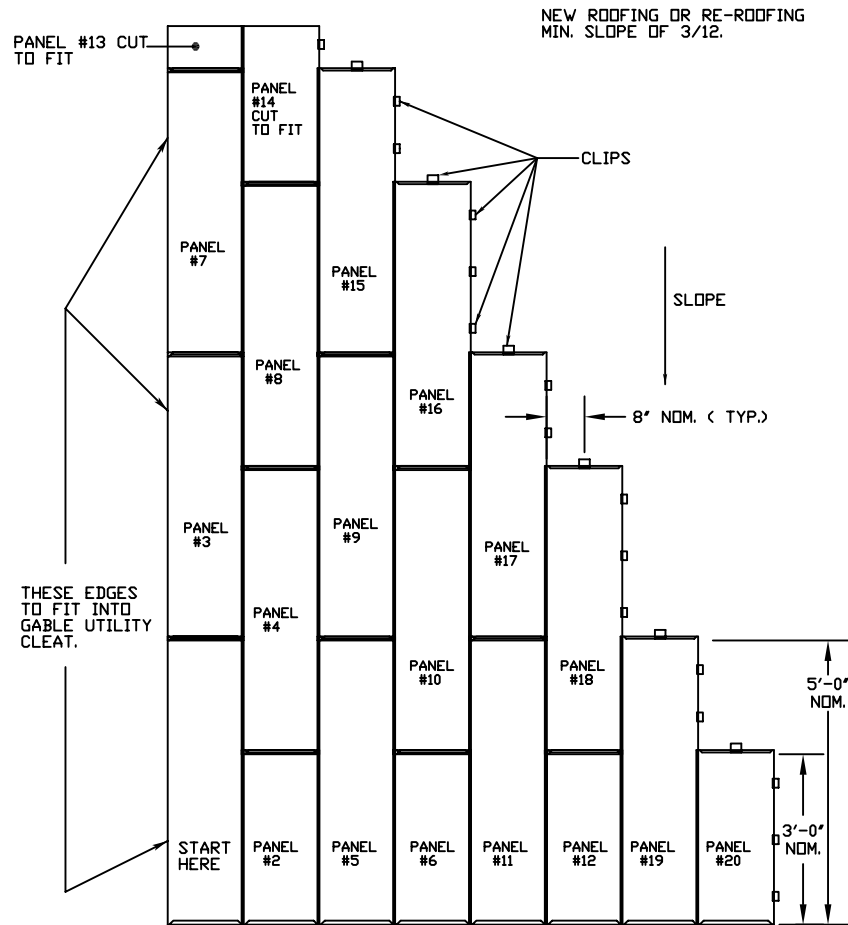 NEW ROOFING OR RE-ROOFING
MIN. SLOPE OF 3/12.
PANEL #13 CUT
TO FIT
PANEL
#14
CUT
TO FIT
CLIPS
PANEL
#7
PANEL
#15
SLOPE
PANEL
#8
PANEL
#16
8" NOM. ( TYP.)
PANEL
#3
PANEL
#9
PANEL
#17
THESE EDGES
TO FIT INTO
GABLE UTILITY
CLEAT.
PANEL
#4
PANEL
#10
PANEL
#18
5'-0"
NOM.
START
HERE
PANEL
#2
PANEL
#5
PANEL
#6
PANEL
#11
PANEL
#12
PANEL
#19
PANEL
#20
3'-0"
NOM.